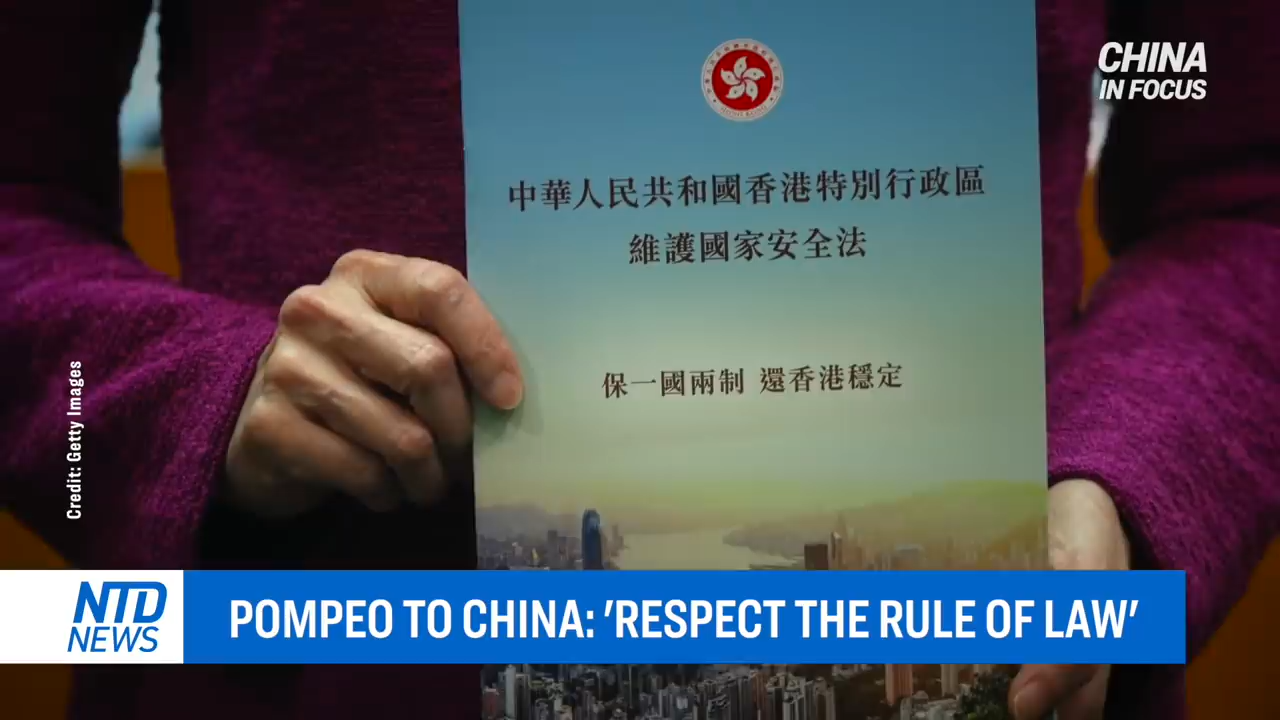 CHINA
IN FOCUS
中華人民共和國香港特別行政區
維護國家安全法
保一國兩制 還香港穩定
Credit: Getty Images
NTD
NEWS
POMPEO TO CHINA: 'RESPECT THE RULE OF LAW'